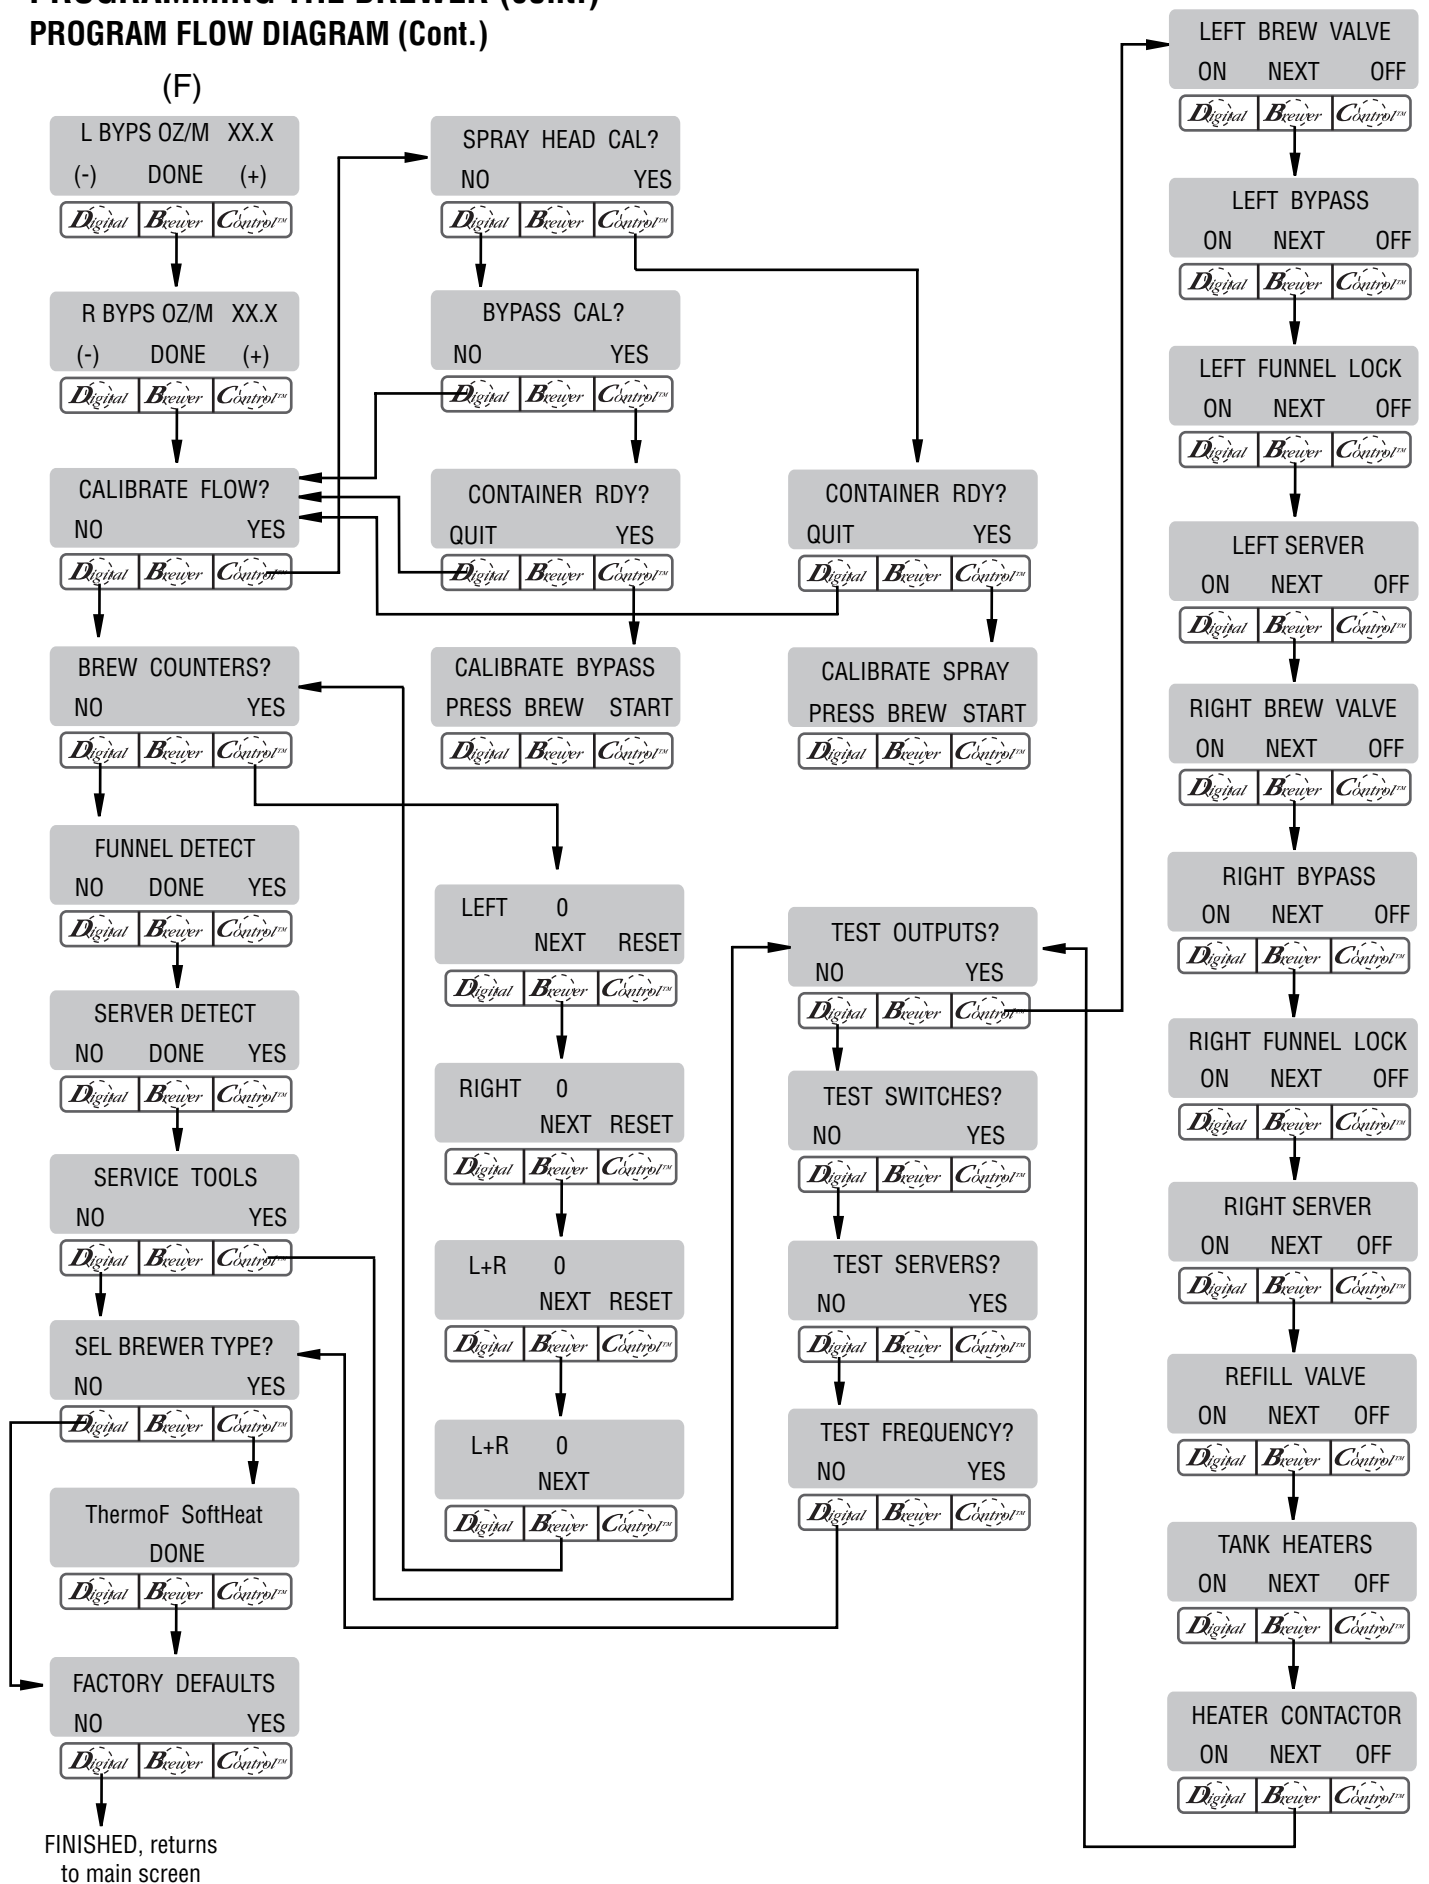 PROGRAMMING THE BREWER (cont.)
PROGRAM FLOW DIAGRAM (Cont.)
(F)
L BYPS OZ/M XX.X
(-) DONE (+)
Digital Brewer Control™
R BYPS OZ/M XX.X
(-) DONE (+)
Digital Brewer Control™
CALIBRATE FLOW?
NO YES
Digital Brewer Control™
BREW COUNTERS?
NO YES
Digital Brewer Control™
FUNNEL DETECT
NO DONE YES
Digital Brewer Control™
SERVER DETECT
NO DONE YES
Digital Brewer Control™
SERVICE TOOLS
NO YES
Digital Brewer Control™
SEL BREWER TYPE?
NO YES
Digital Brewer Control™
ThermoF SoftHeat
DONE
Digital Brewer Control™
FACTORY DEFAULTS
NO YES
Digital Brewer Control™
FINISHED, returns
to main screen
SPRAY HEAD CAL?
NO YES
Digital Brewer Control™
BYPASS CAL?
NO YES
Digital Brewer Control™
CONTAINER RDY?
QUIT YES
Digital Brewer Control™
CALIBRATE BYPASS
PRESS BREW START
Digital Brewer Control™
LEFT 0
NEXT RESET
Digital Brewer Control™
RIGHT 0
NEXT RESET
Digital Brewer Control™
L+R 0
NEXT RESET
Digital Brewer Control™
L+R 0
NEXT
Digital Brewer Control™
CONTAINER RDY?
QUIT YES
Digital Brewer Control™
CALIBRATE SPRAY
PRESS BREW START
Digital Brewer Control™
TEST OUTPUTS?
NO YES
Digital Brewer Control™
TEST SWITCHES?
NO YES
Digital Brewer Control™
TEST SERVERS?
NO YES
Digital Brewer Control™
TEST FREQUENCY?
NO YES
Digital Brewer Control™
LEFT BREW VALVE
ON NEXT OFF
Digital Brewer Control™
LEFT BYPASS
ON NEXT OFF
Digital Brewer Control™
LEFT FUNNEL LOCK
ON NEXT OFF
Digital Brewer Control™
LEFT SERVER
ON NEXT OFF
Digital Brewer Control™
RIGHT BREW VALVE
ON NEXT OFF
Digital Brewer Control™
RIGHT BYPASS
ON NEXT OFF
Digital Brewer Control™
RIGHT FUNNEL LOCK
ON NEXT OFF
Digital Brewer Control™
RIGHT SERVER
ON NEXT OFF
Digital Brewer Control™
REFILL VALVE
ON NEXT OFF
Digital Brewer Control™
TANK HEATERS
ON NEXT OFF
Digital Brewer Control™
HEATER CONTACTOR
ON NEXT OFF
Digital Brewer Control™